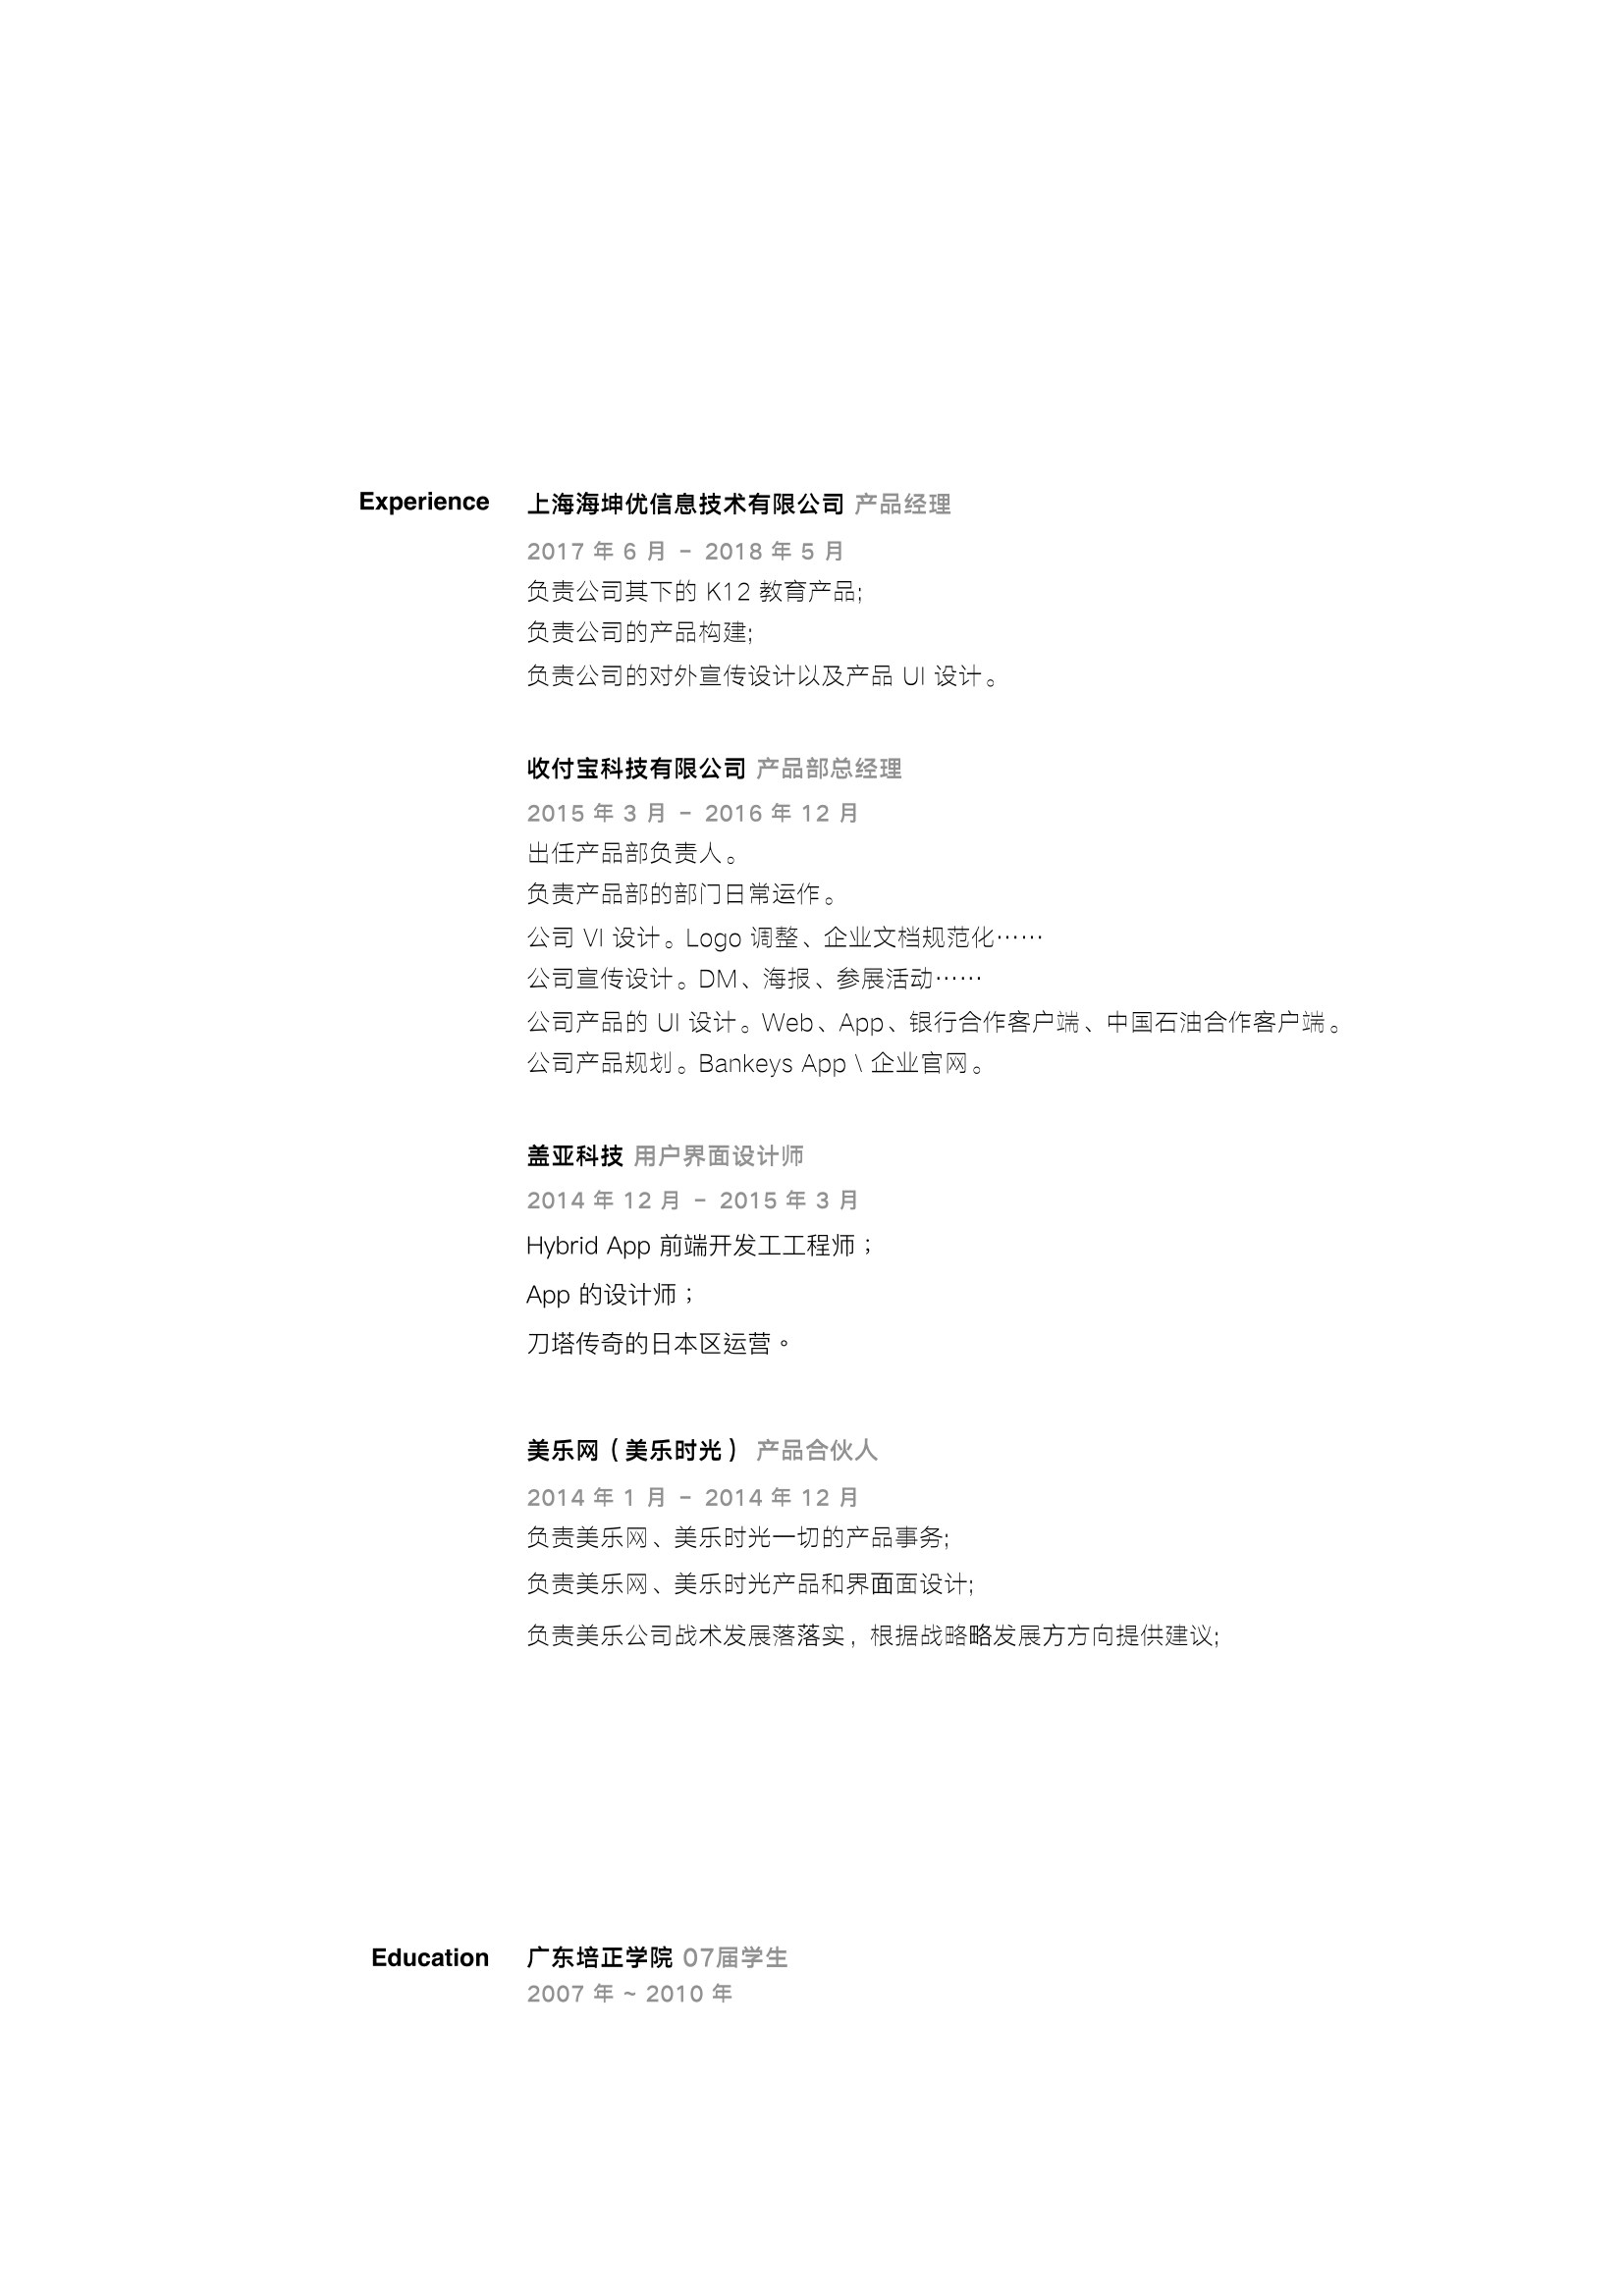 Experience
上海海坤优信息技术有限公司 产品经理
2017 年 6 月 - 2018 年 5 月
负责公司其下的 K12 教育产品;
负责公司的产品构建;
负责公司的对外宣传设计以及产品 UI 设计。
收付宝科技有限公司 产品部总经理
2015 年 3 月 - 2016 年 12 月
出任产品部负责人。
负责产品部的部门日常运作。
公司 VI 设计。Logo 调整、企业文档规范化……
公司宣传设计。DM、海报、参展活动……
公司产品的 UI 设计。Web、App、银行合作客户端、中国石油合作客户端。
公司产品规划。Bankeys App \ 企业官网。
盖亚科技 用户界面设计师
2014 年 12 月 - 2015 年 3 月
Hybrid App 前端开发工工程师；
App 的设计师；
刀塔传奇的日本区运营。
美乐网（美乐时光） 产品合伙人
2014 年 1 月 - 2014 年 12 月
负责美乐网、美乐时光一切的产品事务;
负责美乐网、美乐时光产品和界面面设计;
负责美乐公司战术发展落落实，根据战略略发展方方向提供建议;
Education
广东培正学院 07届学生
2007 年 ~ 2010 年